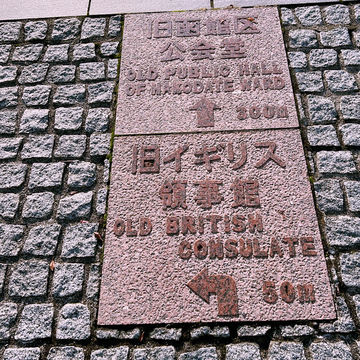 旧函館区
公会堂
OLD PUBLIC HALL
OF HAKODATE WARD
300m
旧イギリス
領事館
OLD BRITISH
CONSULATE
50m